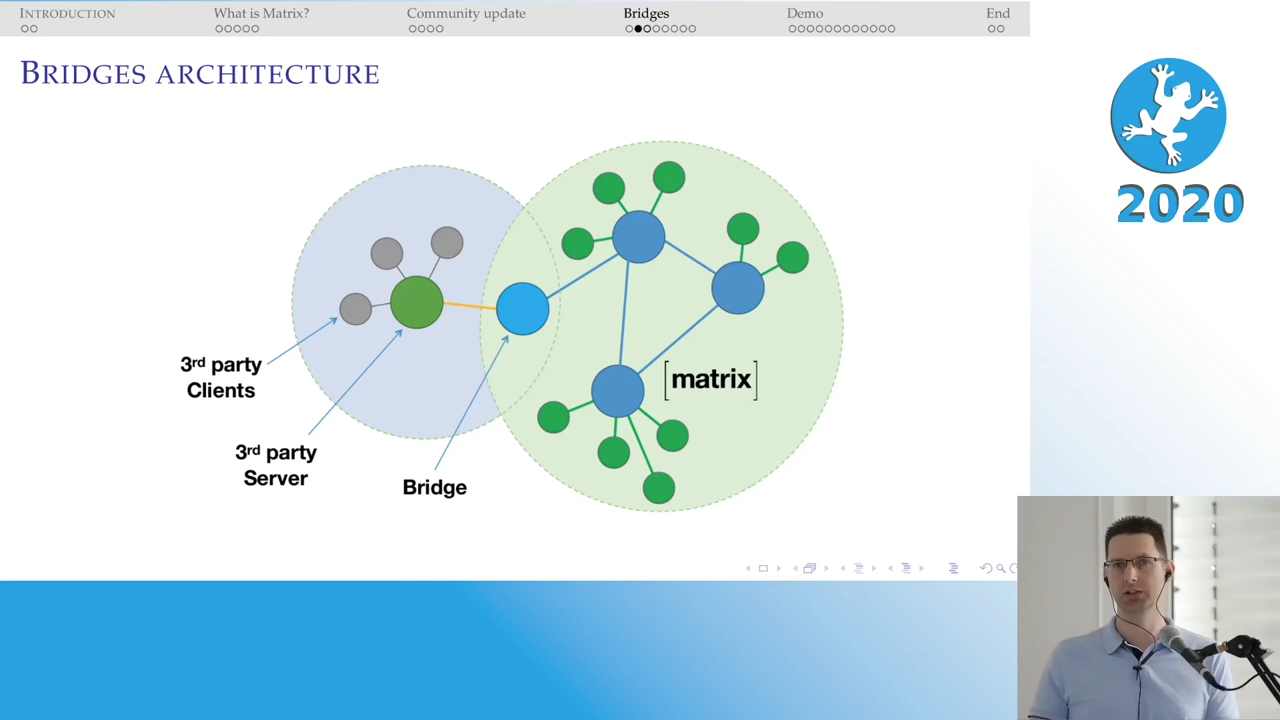 INTRODUCTION
What is Matrix?
Community update
Bridges
Demo
End
BRIDGES ARCHITECTURE
2020
3rd party
Clients
3rd party
Server
Bridge
[matrix]